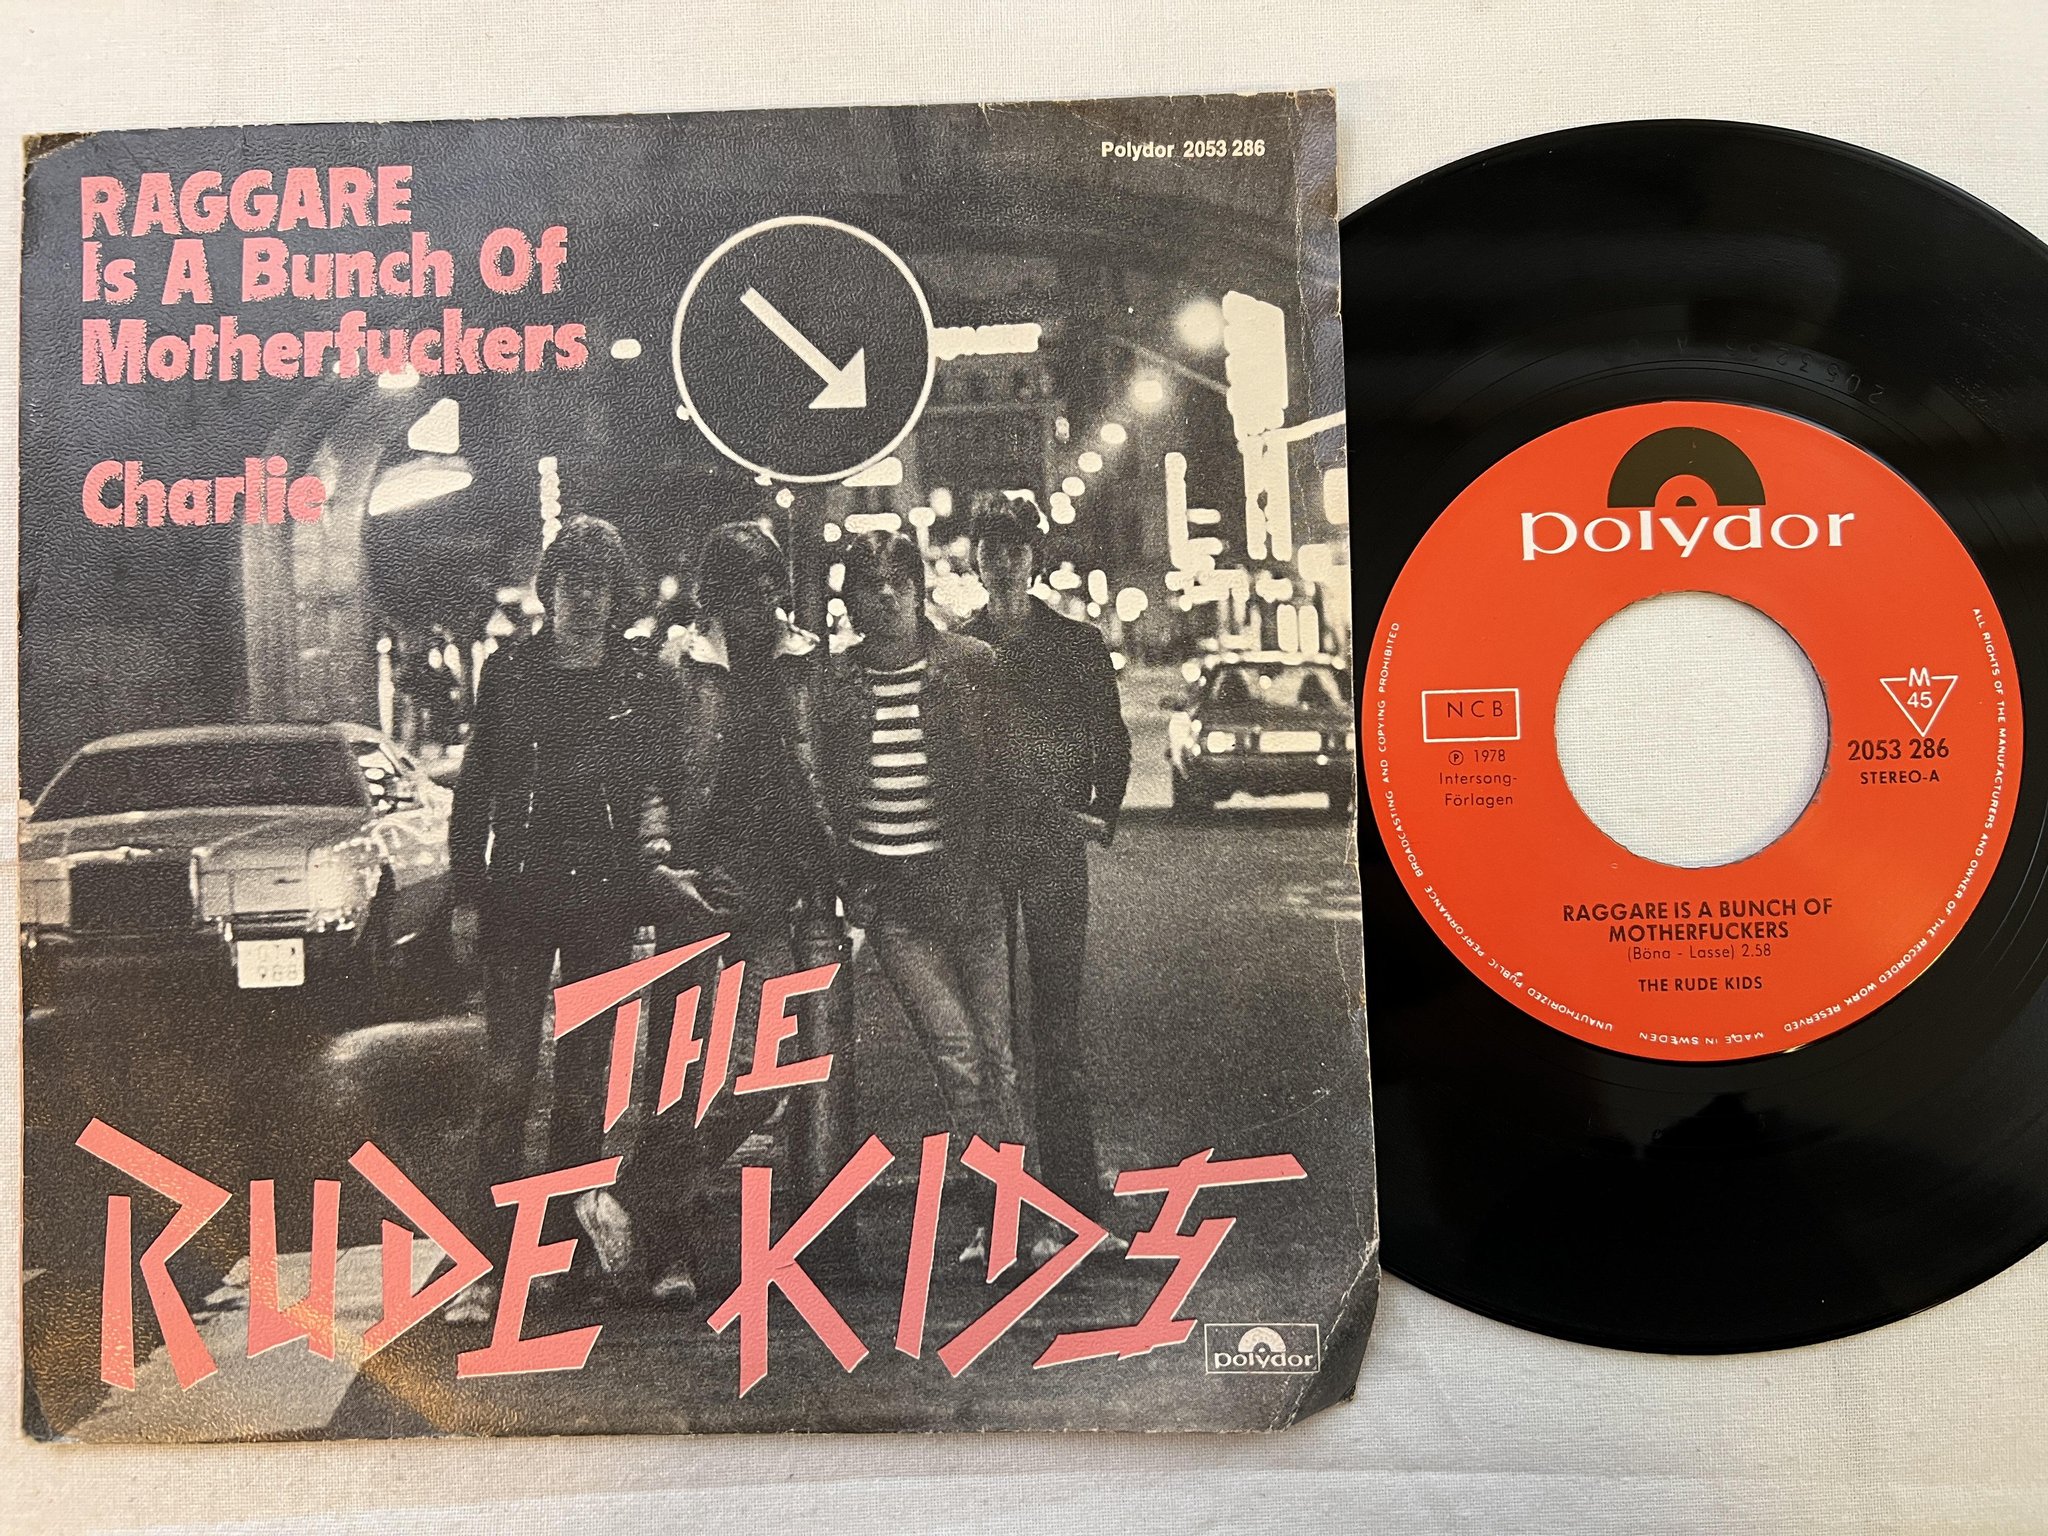 Polydor 2053 286
RAGGARE
Is A Bunch Of
Motherfuckers
Charlie
THE
RUDE KIDS
polydor
polydor
NCB
℗ 1978
Intersong-
Förlagen
M
45
2053 286
STEREO-A
RAGGARE IS A BUNCH OF
MOTHERFUCKERS
(Böna - Lasse) 2.58
THE RUDE KIDS
ALL RIGHTS OF THE MANUFACTURERS AND OWNER OF THE RECORDED WORK RESERVED
MADE IN SWEDEN
UNAUTHORIZED PUBLIC PERFORMANCE BROADCASTING AND COPYING PROHIBITED